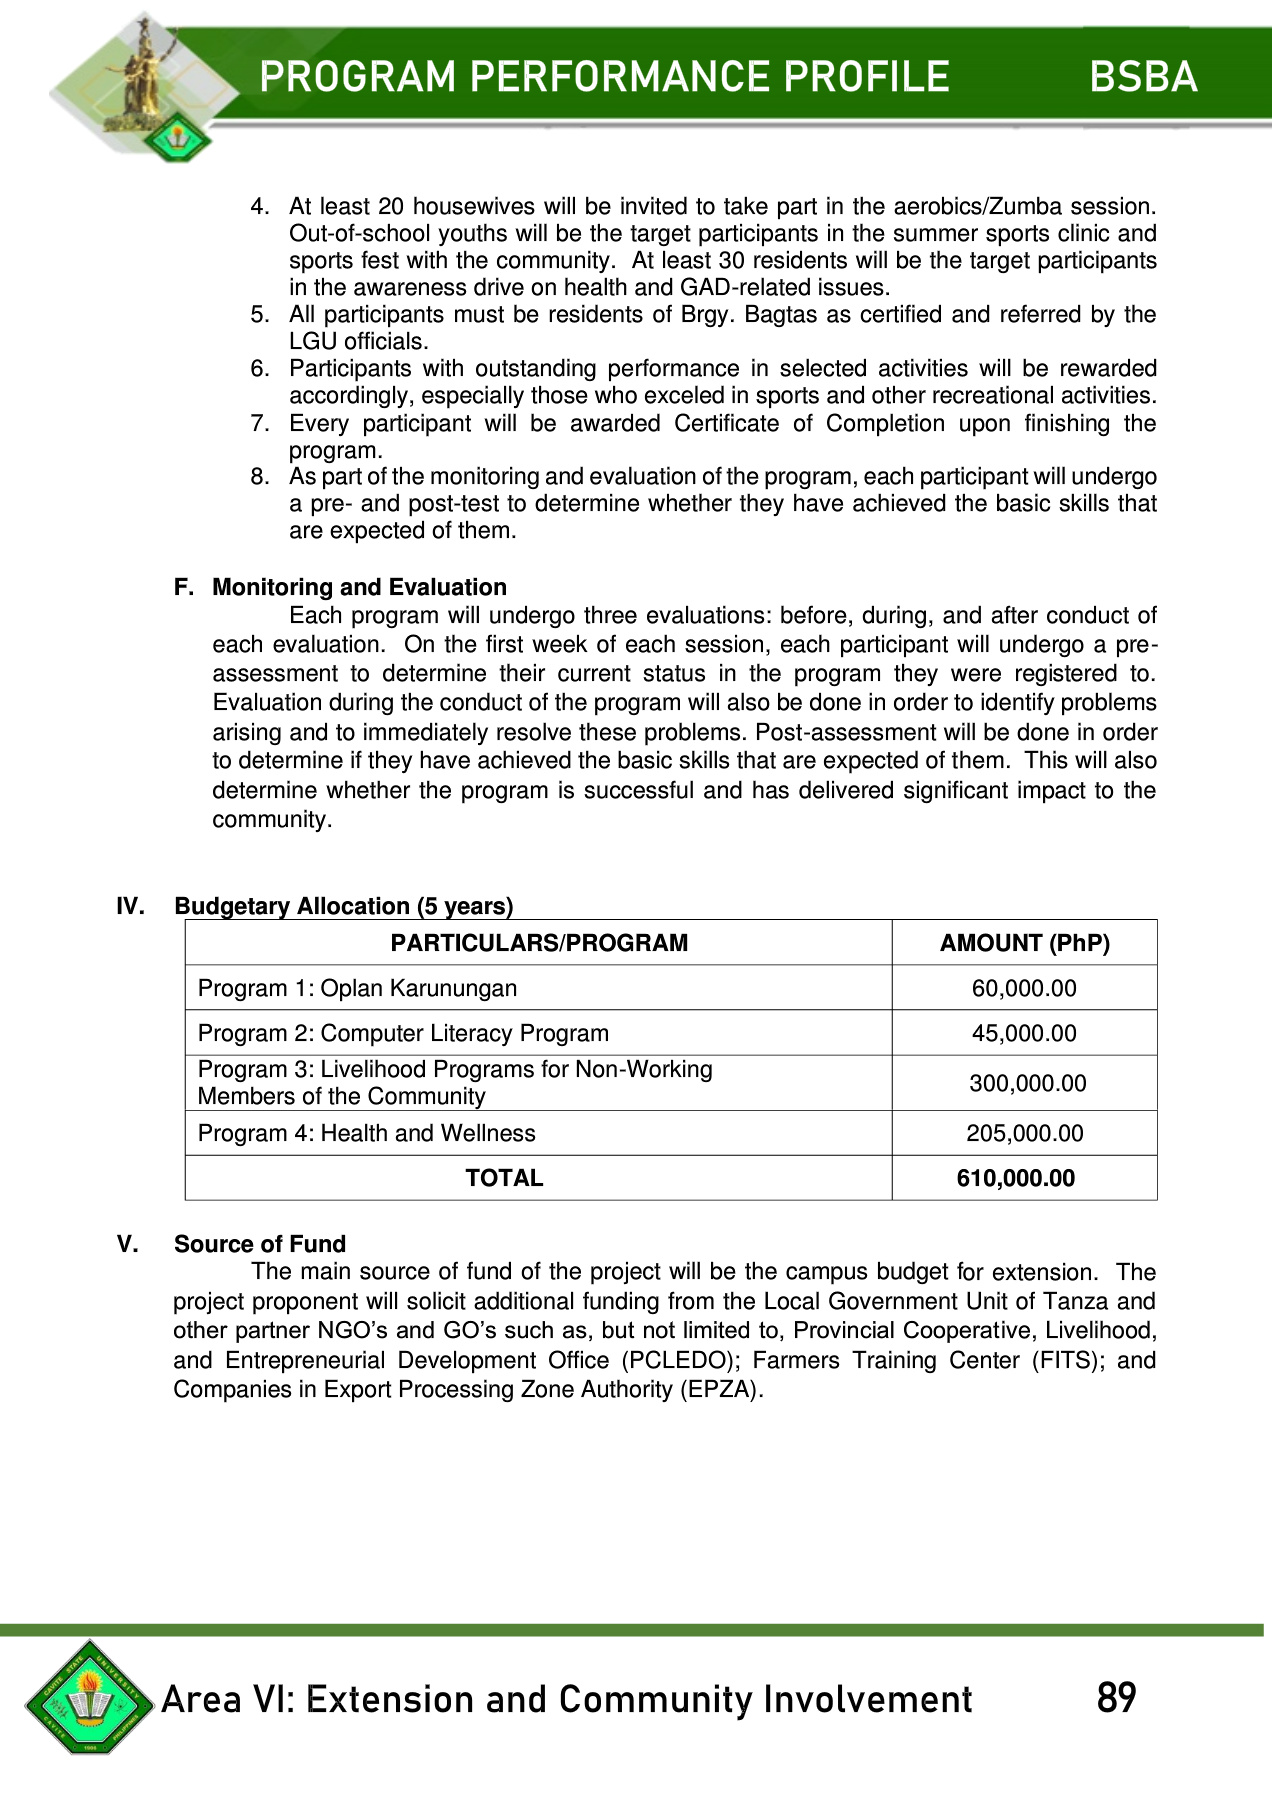 PROGRAM PERFORMANCE PROFILE BSBA
4. At least 20 housewives will be invited to take part in the aerobics/Zumba session.
Out-of-school youths will be the target participants in the summer sports clinic and
sports fest with the community. At least 30 residents will be the target participants
in the awareness drive on health and GAD-related issues.
5. All participants must be residents of Brgy. Bagtas as certified and referred by the
LGU officials.
6. Participants with outstanding performance in selected activities will be rewarded
accordingly, especially those who exceled in sports and other recreational activities.
7. Every participant will be awarded Certificate of Completion upon finishing the
program.
8. As part of the monitoring and evaluation of the program, each participant will undergo
a pre- and post-test to determine whether they have achieved the basic skills that
are expected of them.
F. Monitoring and Evaluation
Each program will undergo three evaluations: before, during, and after conduct of
each evaluation. On the first week of each session, each participant will undergo a pre-
assessment to determine their current status in the program they were registered to.
Evaluation during the conduct of the program will also be done in order to identify problems
arising and to immediately resolve these problems. Post-assessment will be done in order
to determine if they have achieved the basic skills that are expected of them. This will also
determine whether the program is successful and has delivered significant impact to the
community.
IV. Budgetary Allocation (5 years)
PARTICULARS/PROGRAM AMOUNT (PhP)
Program 1: Oplan Karunungan 60,000.00
Program 2: Computer Literacy Program 45,000.00
Program 3: Livelihood Programs for Non-Working
Members of the Community 300,000.00
Program 4: Health and Wellness 205,000.00
TOTAL 610,000.00
V. Source of Fund
The main source of fund of the project will be the campus budget for extension. The
project proponent will solicit additional funding from the Local Government Unit of Tanza and
other partner NGO's and GO's such as, but not limited to, Provincial Cooperative, Livelihood,
and Entrepreneurial Development Office (PCLEDO); Farmers Training Center (FITS); and
Companies in Export Processing Zone Authority (EPZA).
CAVITE STATE UNIVERSITY
CAVITE PHILIPPINES
1906
Area VI: Extension and Community Involvement 89